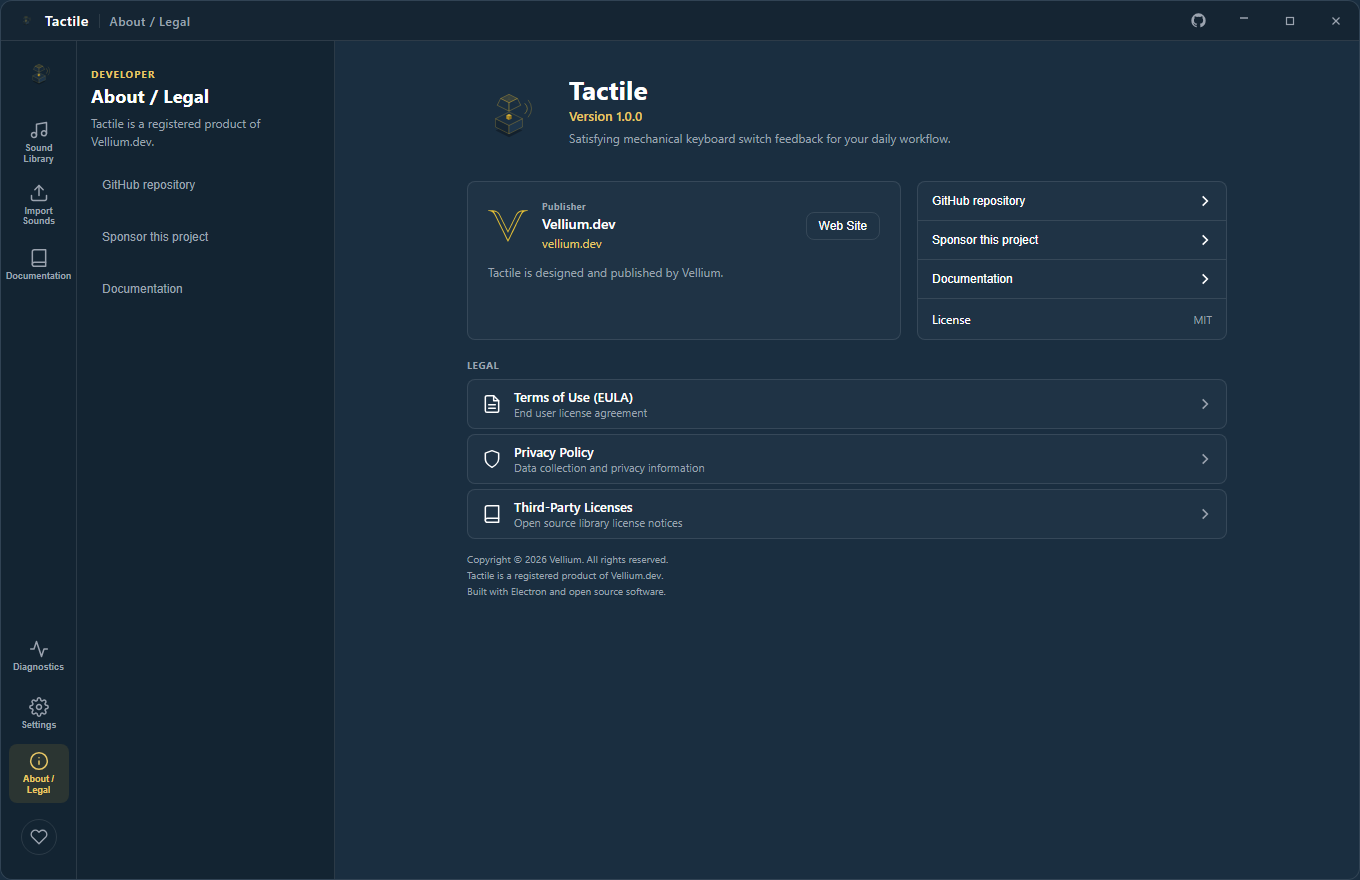 Tactile
About / Legal
Sound
Library
Import
Sounds
Documentation
Diagnostics
Settings
About /
Legal
DEVELOPER
About / Legal
Tactile is a registered product of
Vellium.dev.
GitHub repository
Sponsor this project
Documentation
Tactile
Version 1.0.0
Satisfying mechanical keyboard switch feedback for your daily workflow.
Publisher
Vellium.dev
vellium.dev
Web Site
Tactile is designed and published by Vellium.
GitHub repository
Sponsor this project
Documentation
License MIT
LEGAL
Terms of Use (EULA)
End user license agreement
Privacy Policy
Data collection and privacy information
Third-Party Licenses
Open source library license notices
Copyright © 2026 Vellium. All rights reserved.
Tactile is a registered product of Vellium.dev.
Built with Electron and open source software.